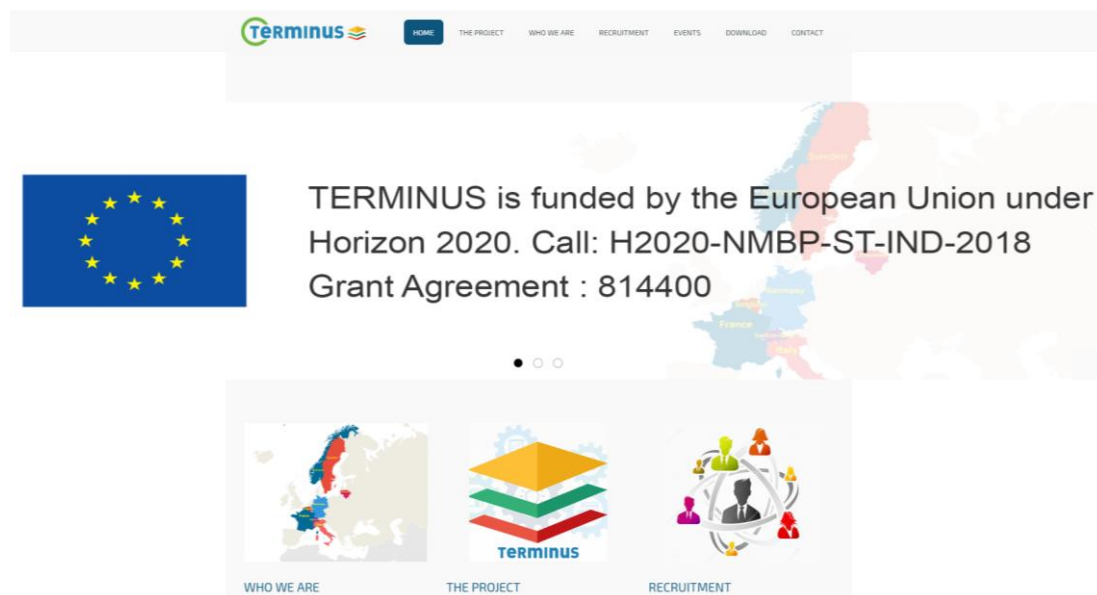 TERMINUS
HOME THE PROJECT WHO WE ARE RECRUITMENT EVENTS DOWNLOAD CONTACT
Sweden
TERMINUS is funded by the European Union under
Horizon 2020. Call: H2020-NMBP-ST-IND-2018
Grant Agreement : 814400
Germany
France
Italy
TERMINUS
WHO WE ARE THE PROJECT RECRUITMENT